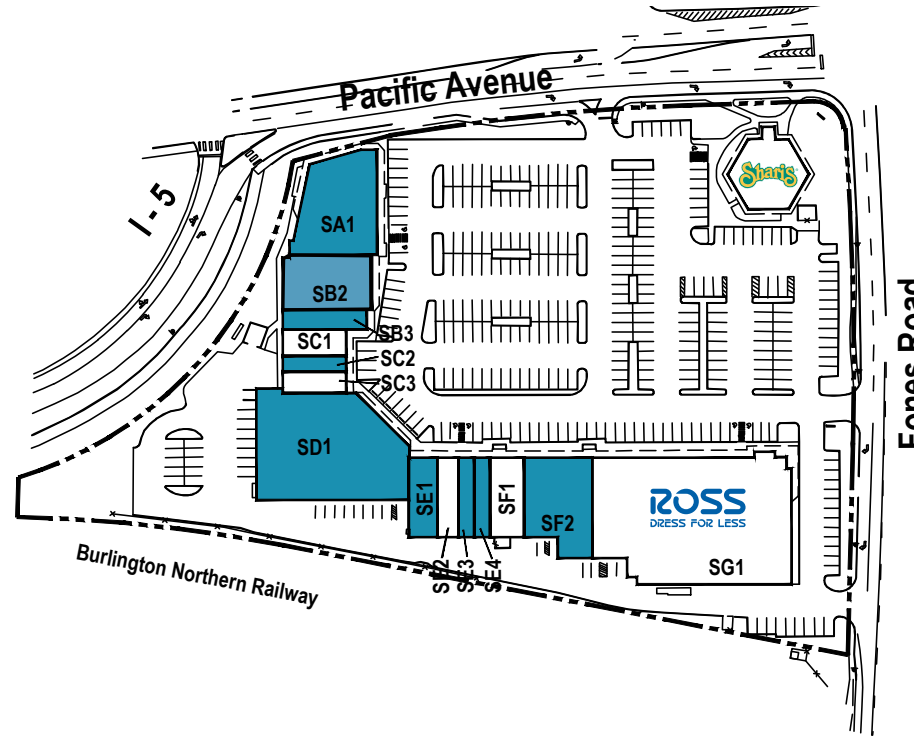 Pacific Avenue
I - 5
Sharis
SA1
SB2
SB3
SC1
SC2
SC3
Fones Road
SD1
SE1
SE2
SE3
SE4
SF1
SF2
ROSS
DRESS FOR LESS
SG1
Burlington Northern Railway